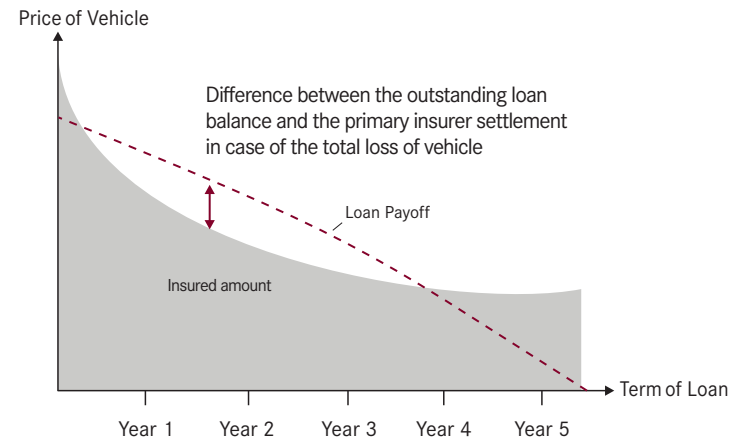 Price of Vehicle
Difference between the outstanding loan
balance and the primary insurer settlement
in case of the total loss of vehicle
Loan Payoff
Insured amount
Term of Loan
Year 1
Year 2
Year 3
Year 4
Year 5